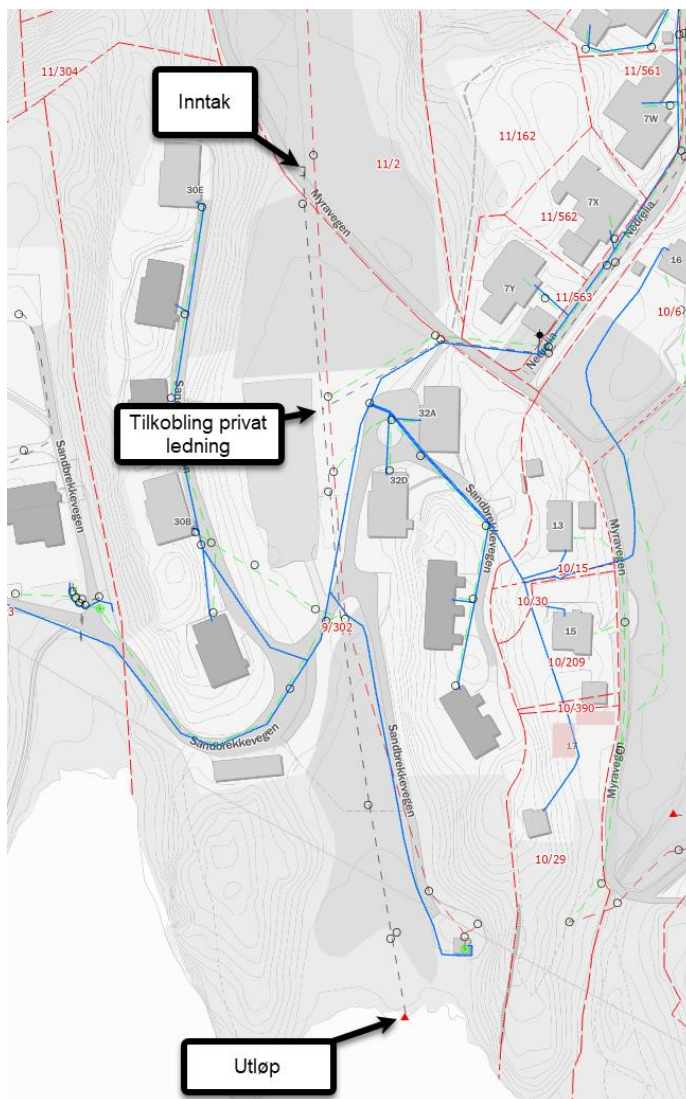 11/304
11/561
Inntak
7W
11/162
11/2
30E
Myravegen
7X
11/562
Nedrelia
7Y
11/563
16
10/6
Nedrelia
Tilkobling privat
ledning
32A
Sandbrekkevegen
32D
Sandbrekkevegen
30B
13
Myravegen
10/15
10/30
3
9/302
15
10/209
10/390
Sandbrekkevegen
Sandbrekkevegen
17
Myravegen
10/29
Utløp